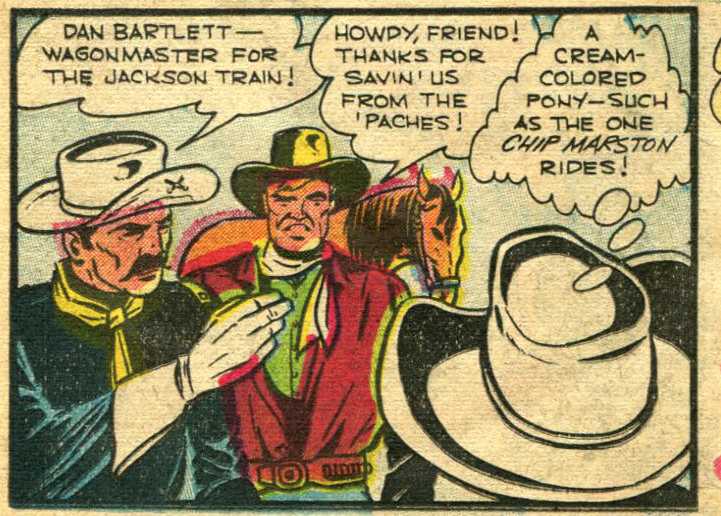 DAN BARTLETT—
WAGONMASTER FOR
THE JACKSON TRAIN!
HOWDY, FRIEND!
THANKS FOR
SAVIN' US
FROM THE
'PACHES!
A
CREAM-
COLORED
PONY—SUCH
AS THE ONE
CHIP MARSTON
RIDES!